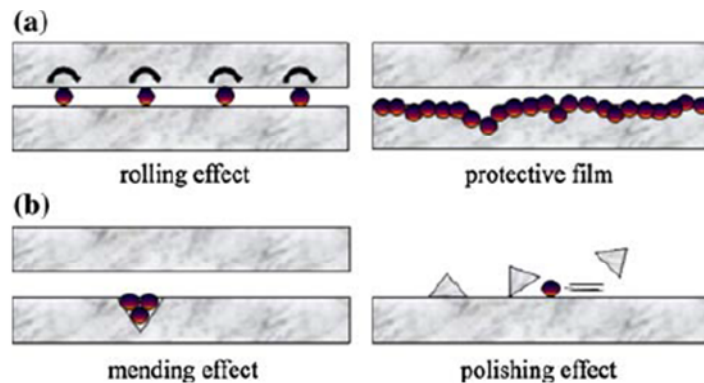 (a)
rolling effect protective film
(b)
mending effect polishing effect